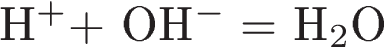 H⁺ + OH⁻ = H₂O